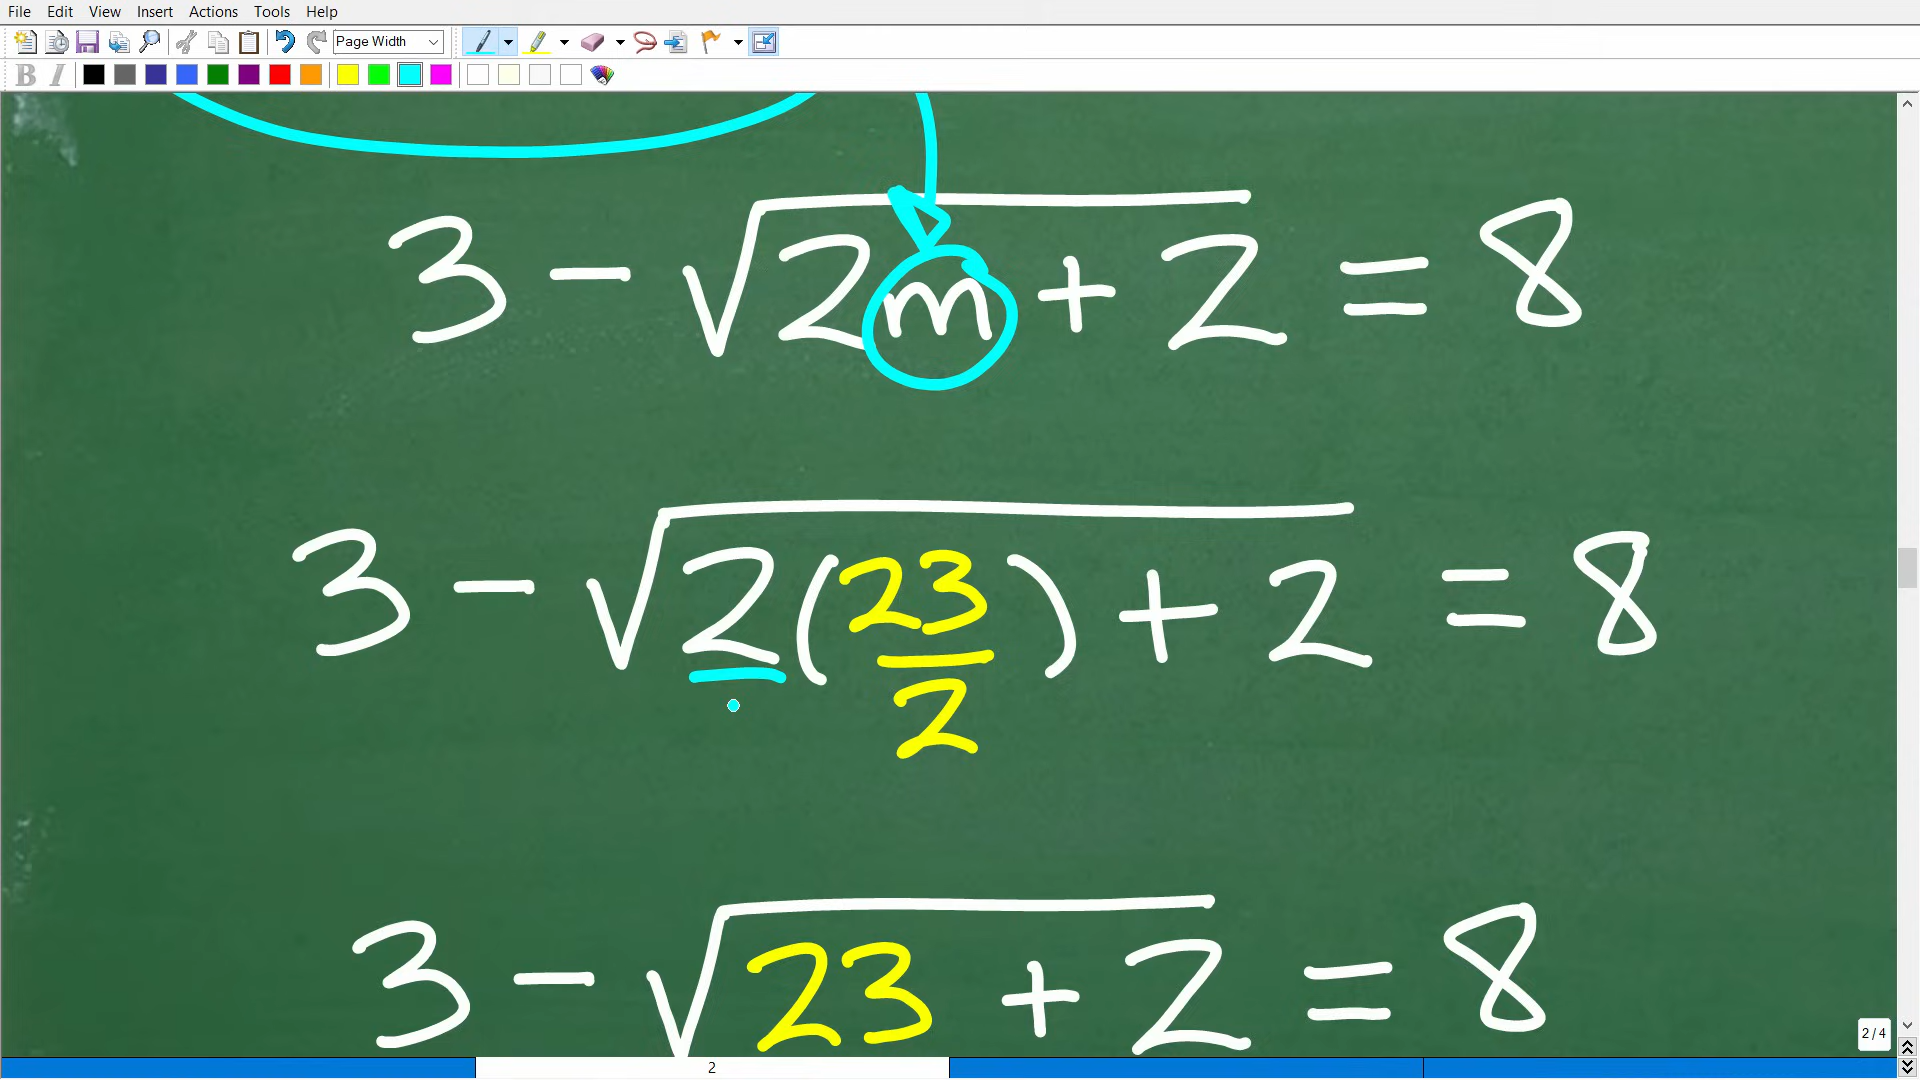 File Edit View Insert Actions Tools Help
Page Width
B I
3 - √2m + 2 = 8
3 - √2(23/2) + 2 = 8
3 - √23 + 2 = 8
2/4
2